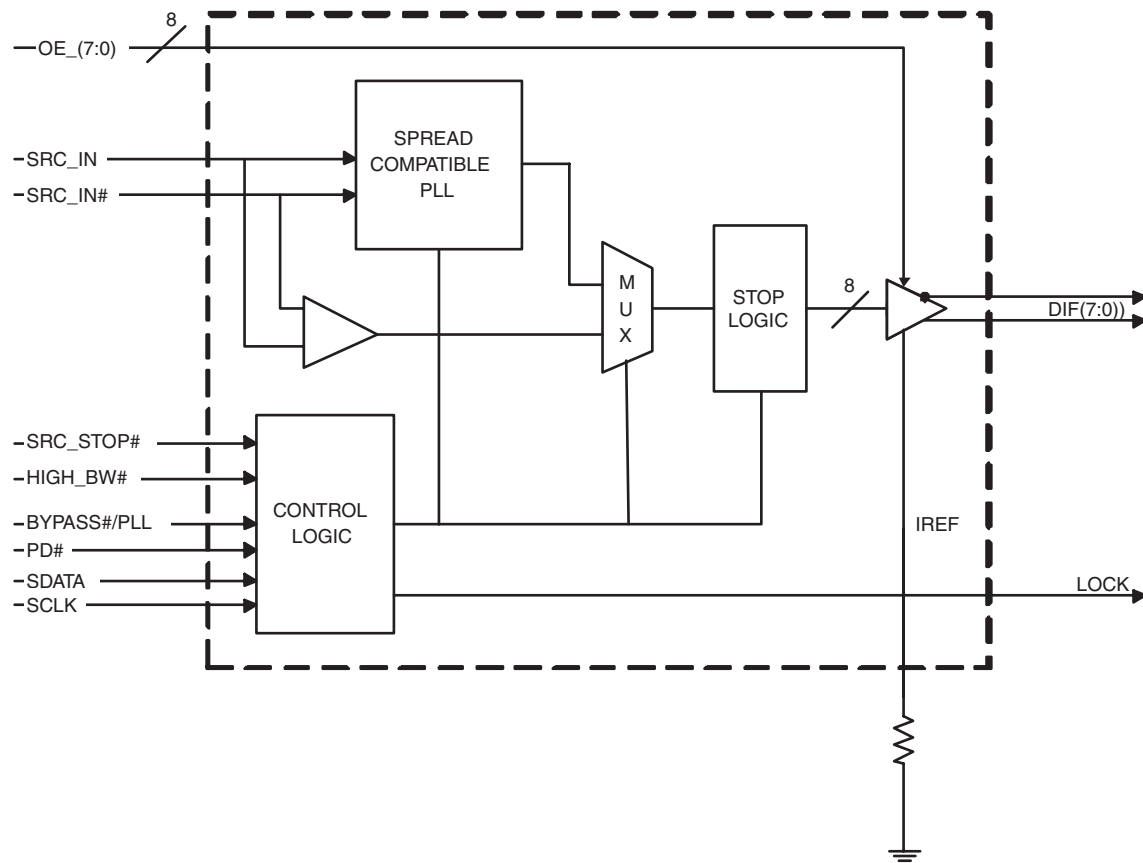 8
OE_(7:0)
SPREAD
COMPATIBLE
PLL
SRC_IN
SRC_IN#
M
U
X
STOP
LOGIC
8
DIF(7:0))
SRC_STOP#
HIGH_BW#
BYPASS#/PLL
PD#
SDATA
SCLK
CONTROL
LOGIC
IREF
LOCK